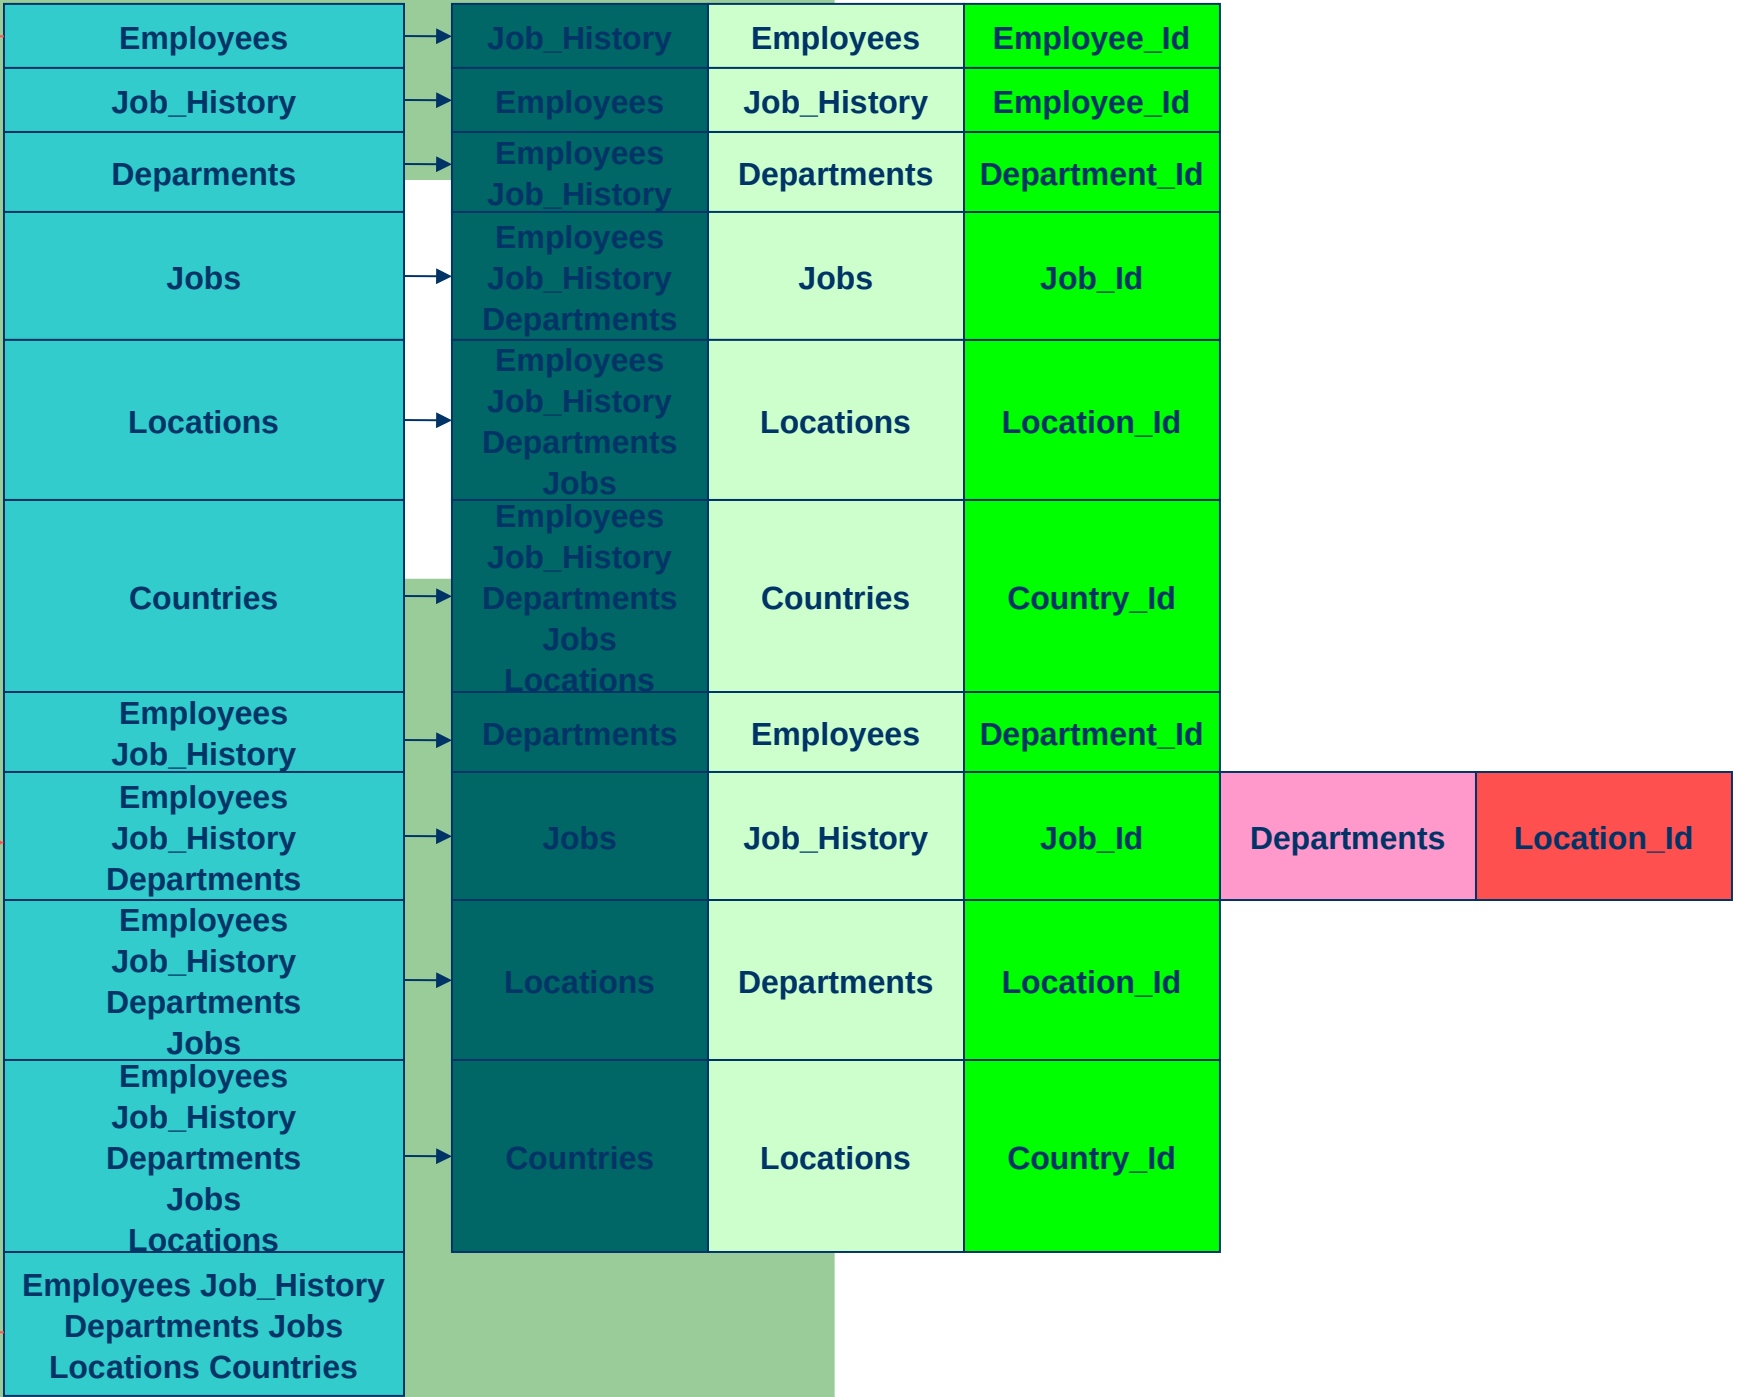 Employees
Job_History
Employees
Employee_Id
Job_History
Employees
Job_History
Employee_Id
Deparments
Employees
Job_History
Departments
Department_Id
Jobs
Employees
Job_History
Departments
Jobs
Job_Id
Locations
Employees
Job_History
Departments
Jobs
Locations
Location_Id
Countries
Employees
Job_History
Departments
Jobs
Locations
Countries
Country_Id
Employees
Job_History
Departments
Employees
Department_Id
Employees
Job_History
Departments
Jobs
Job_History
Job_Id
Departments
Location_Id
Employees
Job_History
Departments
Jobs
Locations
Departments
Location_Id
Employees
Job_History
Departments
Jobs
Locations
Countries
Locations
Country_Id
Employees Job_History
Departments Jobs
Locations Countries